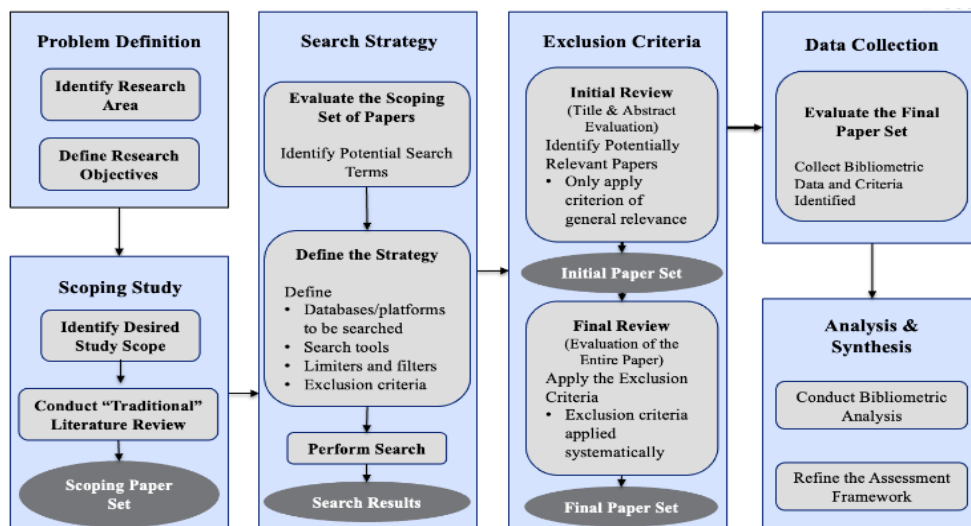 Problem Definition
Identify Research
Area
Define Research
Objectives
Scoping Study
Identify Desired
Study Scope
Conduct “Traditional”
Literature Review
Scoping Paper
Set
Search Strategy
Evaluate the Scoping
Set of Papers
Identify Potential Search
Terms
Define the Strategy
Define
• Databases/platforms
to be searched
• Search tools
• Limiters and filters
• Exclusion criteria
Perform Search
Search Results
Exclusion Criteria
Initial Review
(Title & Abstract
Evaluation)
Identify Potentially
Relevant Papers
• Only apply
criterion of
general relevance
Initial Paper Set
Final Review
(Evaluation of the
Entire Paper)
Apply the Exclusion
Criteria
• Exclusion criteria
applied
systematically
Final Paper Set
Data Collection
Evaluate the Final
Paper Set
Collect Bibliometric
Data and Criteria
Identified
Analysis &
Synthesis
Conduct Bibliometric
Analysis
Refine the Assessment
Framework